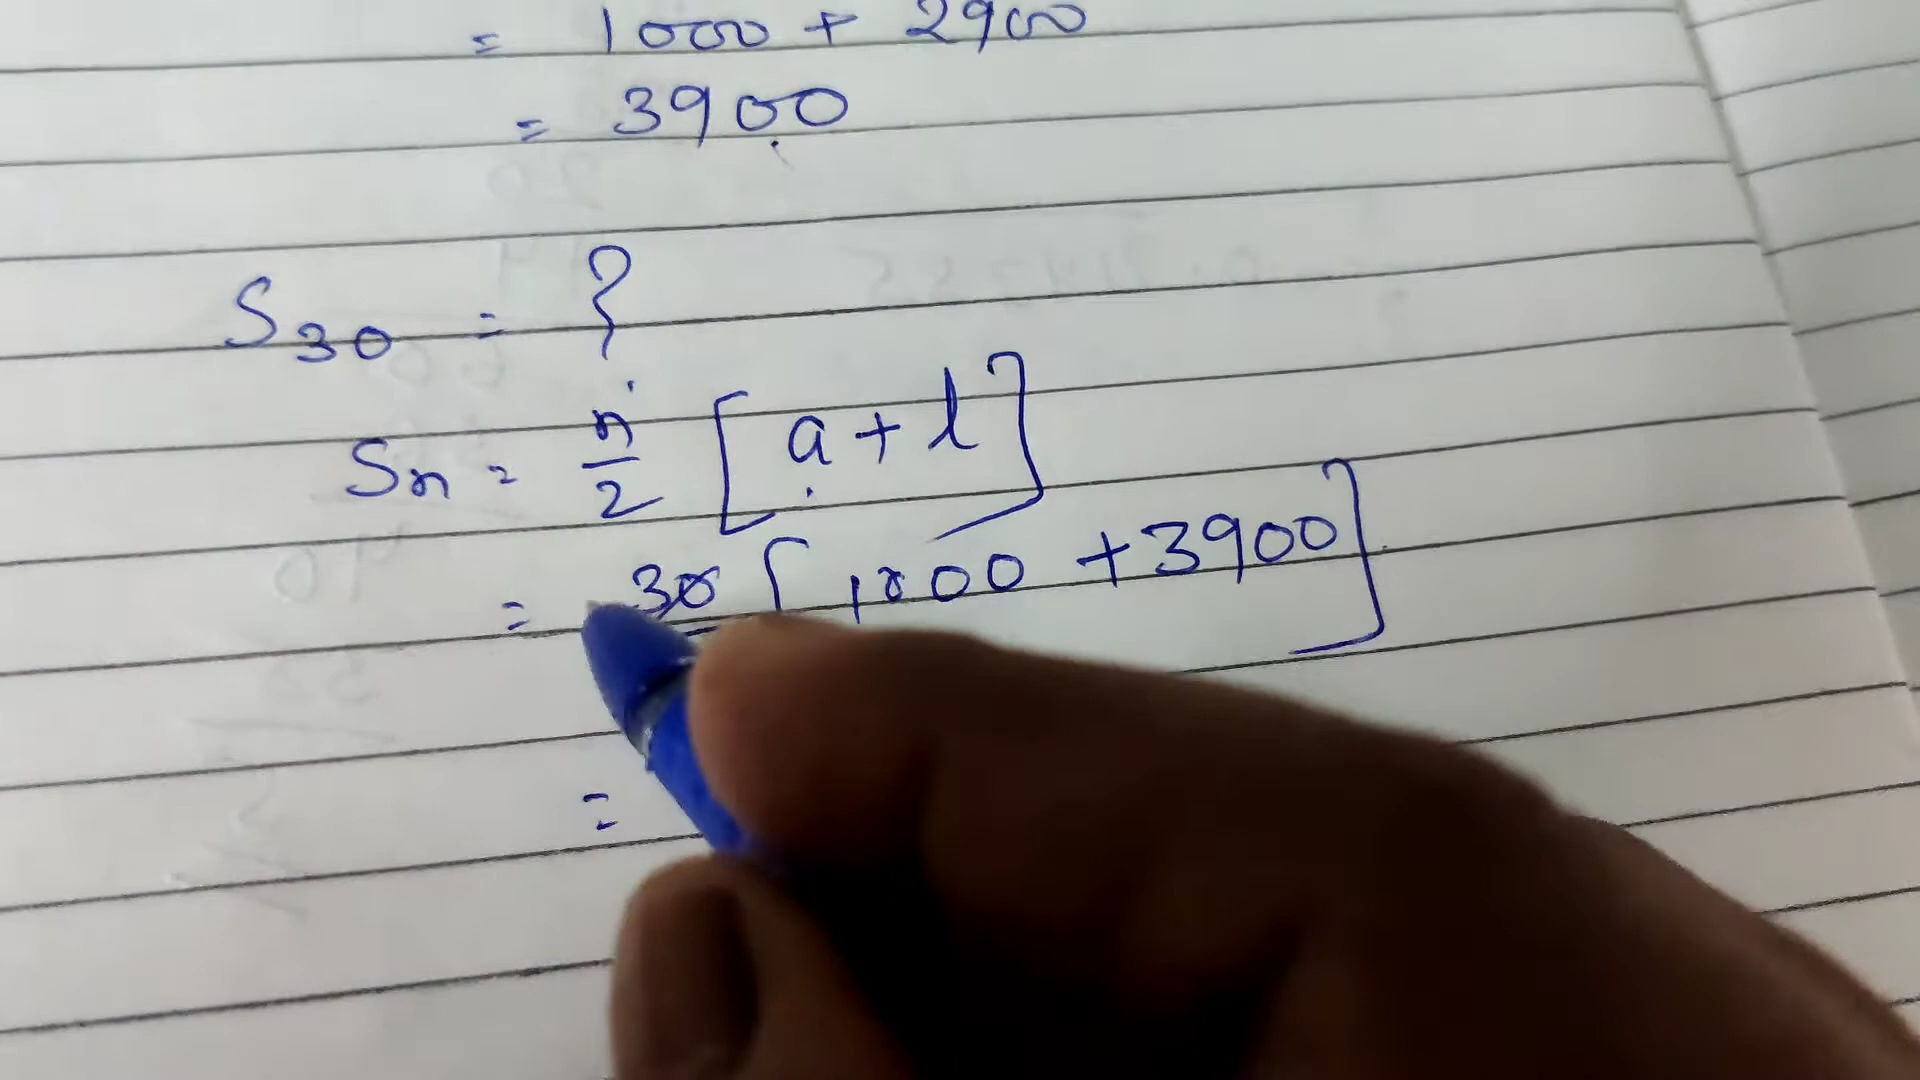 = 1000 + 2900
= 3900
S30 = ?
Sn = n/2 [a + l]
= 30 [1000 + 3900]
=